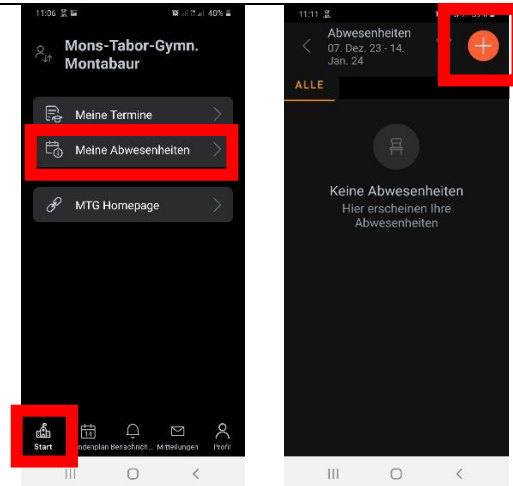 11:06
40%
Mons-Tabor-Gymn.
Montabaur
Meine Termine
Meine Abwesenheiten
MTG Homepage
14
Start
Mitteilungen
Profil
11:11
Abwesenheiten
07. Dez. 23 - 14.
Jan. 24
ALLE
Keine Abwesenheiten
Hier erscheinen Ihre
Abwesenheiten